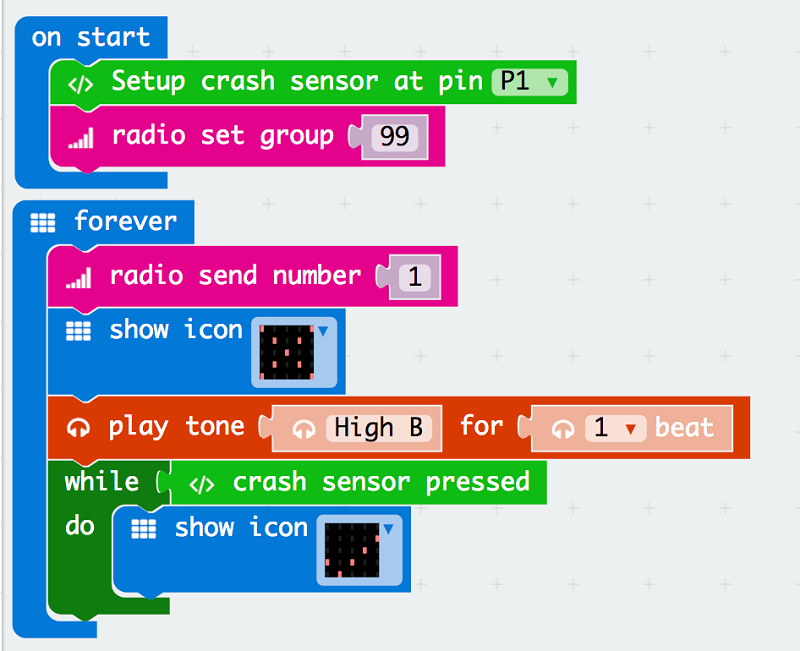 on start
Setup crash sensor at pin P1
radio set group 99
forever
radio send number 1
show icon
play tone High B for 1 beat
while crash sensor pressed
do show icon